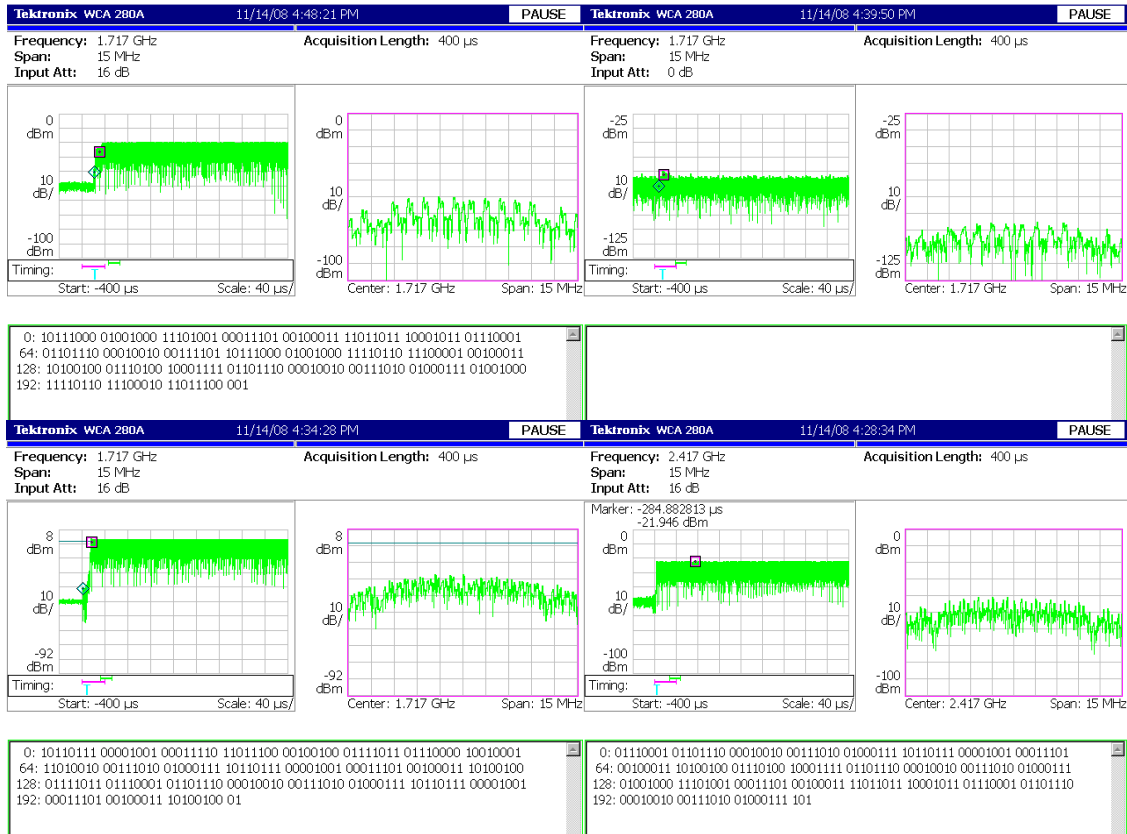 Tektronix WCA 280A 11/14/08 4:48:21 PM PAUSE
Frequency: 1.717 GHz Acquisition Length: 400 µs
Span: 15 MHz
Input Att: 16 dB
0 dBm
10 dB/
-100 dBm
0 dBm
10 dB/
-100 dBm
Timing:
Start: -400 µs Scale: 40 µs/
Center: 1.717 GHz Span: 15 MHz
0: 10111000 01001000 11101001 00011101 00100011 11011011 10001011 01110001
64: 01101110 00010010 00111101 10111000 01001000 11110110 11100001 00100011
128: 10100100 01110100 10001111 01101110 00010010 00111010 01000111 01001000
192: 11110110 11100010 11011100 001
Tektronix WCA 280A 11/14/08 4:39:50 PM PAUSE
Frequency: 1.717 GHz Acquisition Length: 400 µs
Span: 15 MHz
Input Att: 0 dB
-25 dBm
10 dB/
-125 dBm
-25 dBm
10 dB/
-125 dBm
Timing:
Start: -400 µs Scale: 40 µs/
Center: 1.717 GHz Span: 15 MHz
Tektronix WCA 280A 11/14/08 4:34:28 PM PAUSE
Frequency: 1.717 GHz Acquisition Length: 400 µs
Span: 15 MHz
Input Att: 16 dB
8 dBm
10 dB/
-92 dBm
8 dBm
10 dB/
-92 dBm
Timing:
Start: -400 µs Scale: 40 µs/
Center: 1.717 GHz Span: 15 MHz
0: 10110111 00001001 00011110 11011100 00100100 01111011 01110000 10010001
64: 11010010 00111010 01000111 10110111 00001001 00011101 00100011 10100100
128: 01111011 01110001 01101110 00010010 00111010 01000111 10110111 00001001
192: 00011101 00100011 10100100 01
Tektronix WCA 280A 11/14/08 4:28:34 PM PAUSE
Frequency: 2.417 GHz Acquisition Length: 400 µs
Span: 15 MHz
Input Att: 16 dB
Marker: -284.882813 µs
-21.946 dBm
0 dBm
10 dB/
-100 dBm
0 dBm
10 dB/
-100 dBm
Timing:
Start: -400 µs Scale: 40 µs/
Center: 2.417 GHz Span: 15 MHz
0: 01110001 01101110 00010010 00111010 01000111 10110111 00001001 00011101
64: 00100011 10100100 01110100 10001111 01101110 00010010 00111010 01000111
128: 01001000 11101001 00011101 00100011 11011011 10001011 01110001 01101110
192: 00010010 00111010 01000111 101